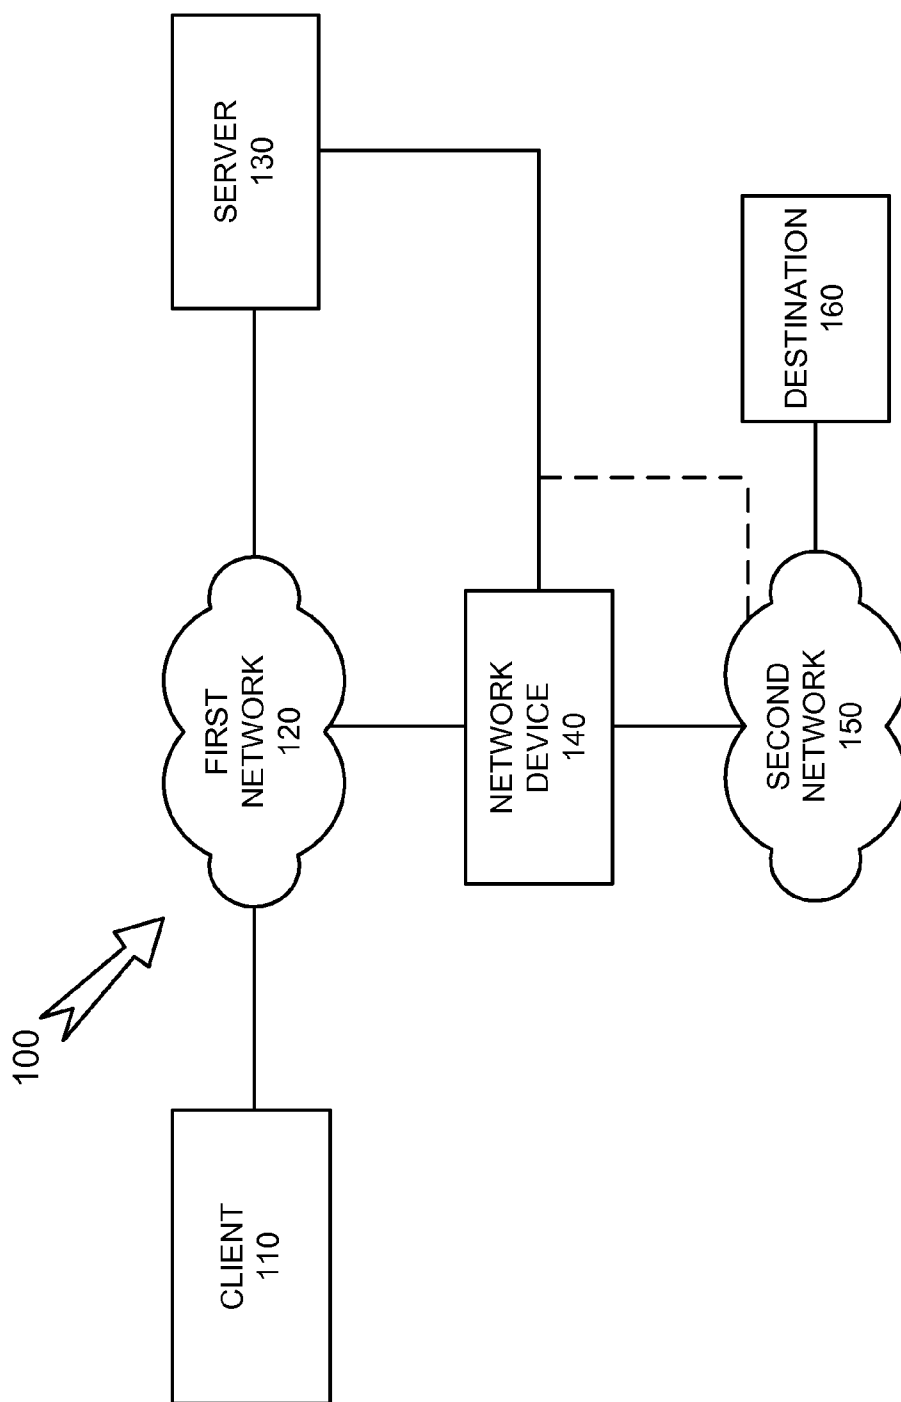 100
CLIENT
110
FIRST
NETWORK
120
SERVER
130
NETWORK
DEVICE
140
SECOND
NETWORK
150
DESTINATION
160